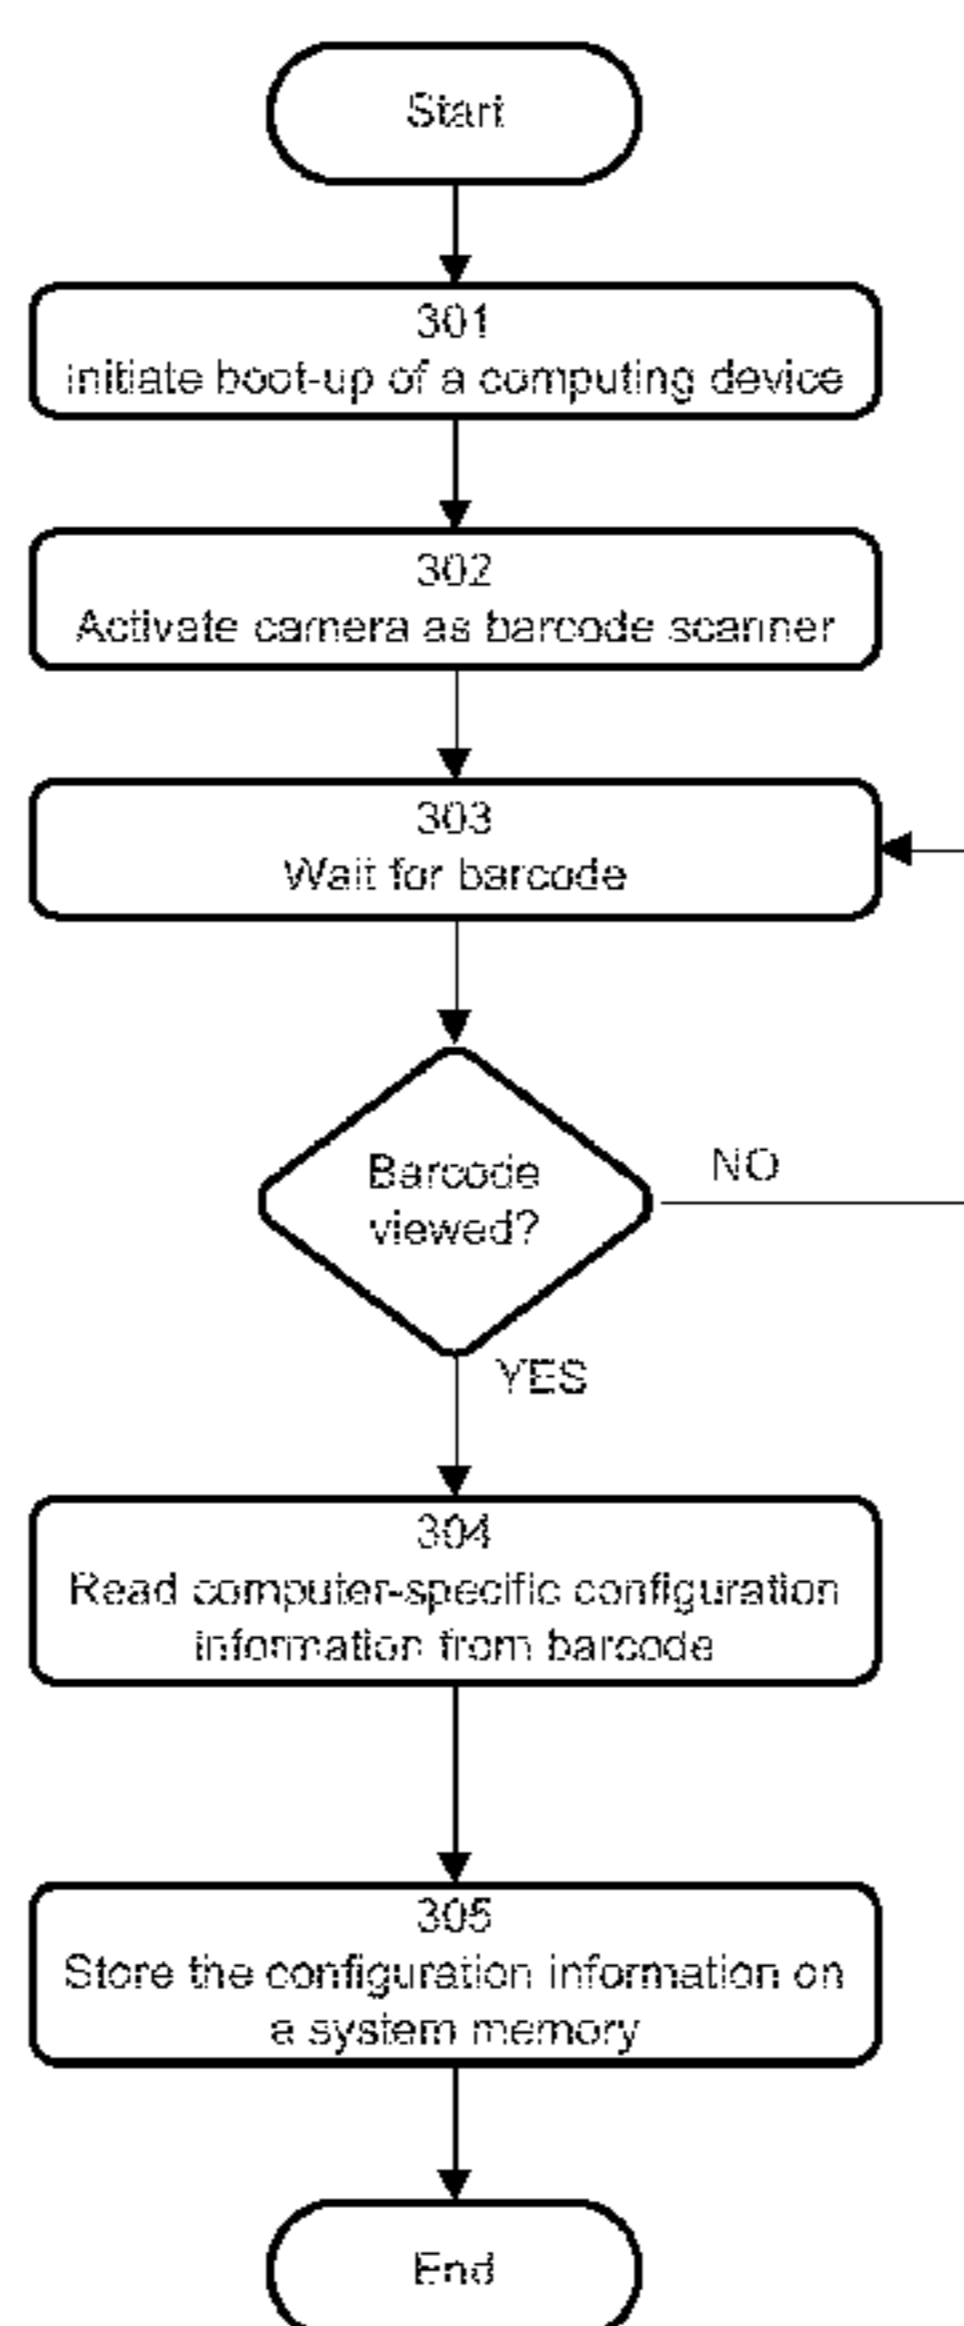 Start
301
Initiate boot-up of a computing device
302
Activate camera as barcode scanner
303
Wait for barcode
Barcode
viewed?
NO
YES
304
Read computer-specific configuration
information from barcode
305
Store the configuration information on
a system memory
End